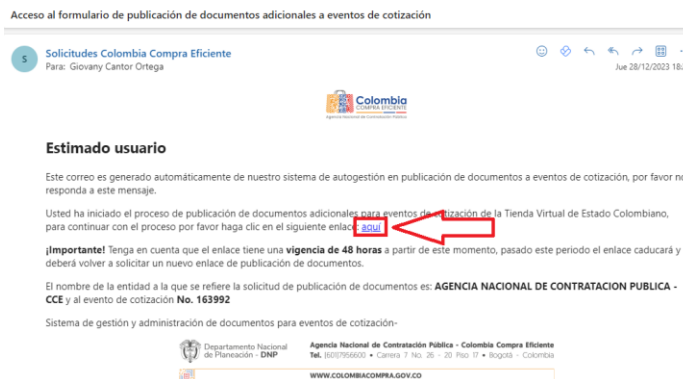 Acceso al formulario de publicación de documentos adicionales a eventos de cotización
S
Solicitudes Colombia Compra Eficiente
Para: Giovany Cantor Ortega
Jue 28/12/2023 18:
Colombia
COMPRA EFICIENTE
Agencia Nacional de Contratación Pública
Estimado usuario
Este correo es generado automáticamente de nuestro sistema de autogestión en publicación de documentos a eventos de cotización, por favor no
responda a este mensaje.
Usted ha iniciado el proceso de publicación de documentos adicionales para eventos de cotización de la Tienda Virtual de Estado Colombiano,
para continuar con el proceso por favor haga clic en el siguiente enlace: aquí
¡Importante! Tenga en cuenta que el enlace tiene una vigencia de 48 horas a partir de este momento, pasado este periodo el enlace caducará y
deberá volver a solicitar un nuevo enlace de publicación de documentos.
El nombre de la entidad a la que se refiere la solicitud de publicación de documentos es: AGENCIA NACIONAL DE CONTRATACION PUBLICA -
CCE y al evento de cotización No. 163992
Sistema de gestión y administración de documentos para eventos de cotización-
Departamento Nacional
de Planeación - DNP
Agencia Nacional de Contratación Pública - Colombia Compra Eficiente
Tel. (601)7956600 • Carrera 7 No. 26 - 20 Piso 17 • Bogotá - Colombia
WWW.COLOMBIACOMPRA.GOV.CO